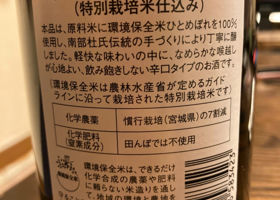 (特別栽培米仕込み)
本品は、原料米に環境保全米ひとめぼれを100%
使用し、南部杜氏伝統の手づくりにより丁寧に醸
しました。軽快な味わいの中に、なめらかな喉越し
が心地よい、飲み飽きしない辛口タイプのお酒です。
(環境保全米は農林水産省が定めるガイド
ラインに沿って栽培された特別栽培米です)
化学農薬 慣行栽培(宮城県)の7割減
化学肥料
(窒素成分) 田んぼでは不使用
環境保全米は、できるだけ
化学合成の農薬や肥料
に頼らない米造りを通し
て、地域の環境と農業